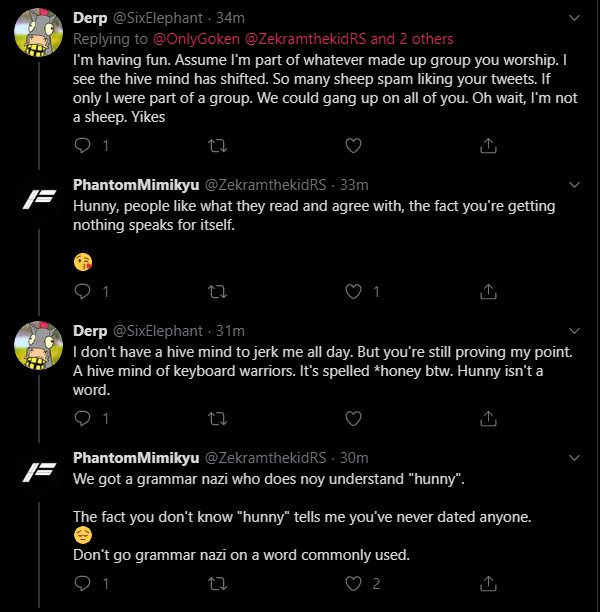 Derp @SixElephant · 34m
Replying to @OnlyGoken @ZekramthekidRS and 2 others
I'm having fun. Assume I'm part of whatever made up group you worship. I
see the hive mind has shifted. So many sheep spam liking your tweets. If
only I were part of a group. We could gang up on all of you. Oh wait, I'm not
a sheep. Yikes
1
PhantomMimikyu @ZekramthekidRS · 33m
Hunny, people like what they read and agree with, the fact you're getting
nothing speaks for itself.
😘
1 1
Derp @SixElephant · 31m
I don't have a hive mind to jerk me all day. But you're still proving my point.
A hive mind of keyboard warriors. It's spelled *honey btw. Hunny isn't a
word.
1
PhantomMimikyu @ZekramthekidRS · 30m
We got a grammar nazi who does noy understand "hunny".
The fact you don't know "hunny" tells me you've never dated anyone.
😔
Don't go grammar nazi on a word commonly used.
1 2